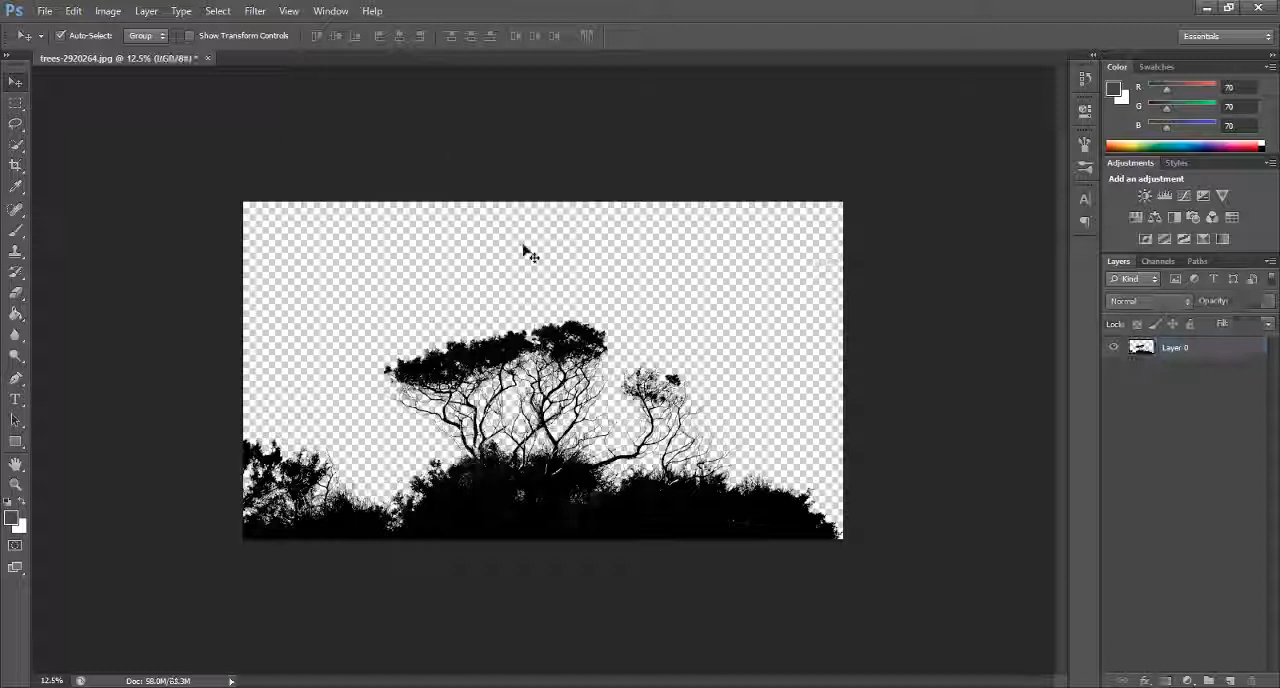 Ps File Edit Image Layer Type Select Filter View Window Help
Auto-Select: Group Show Transform Controls Essentials
trees-2920264.jpg @ 12.5% (RGB/8#) *
Color Swatches
R 70
G 70
B 70
Adjustments Styles
Add an adjustment
Layers Channels Paths
Kind
Normal Opacity:
Lock: Fill:
Layer 0
12.5% Doc: 58.0M/63.3M